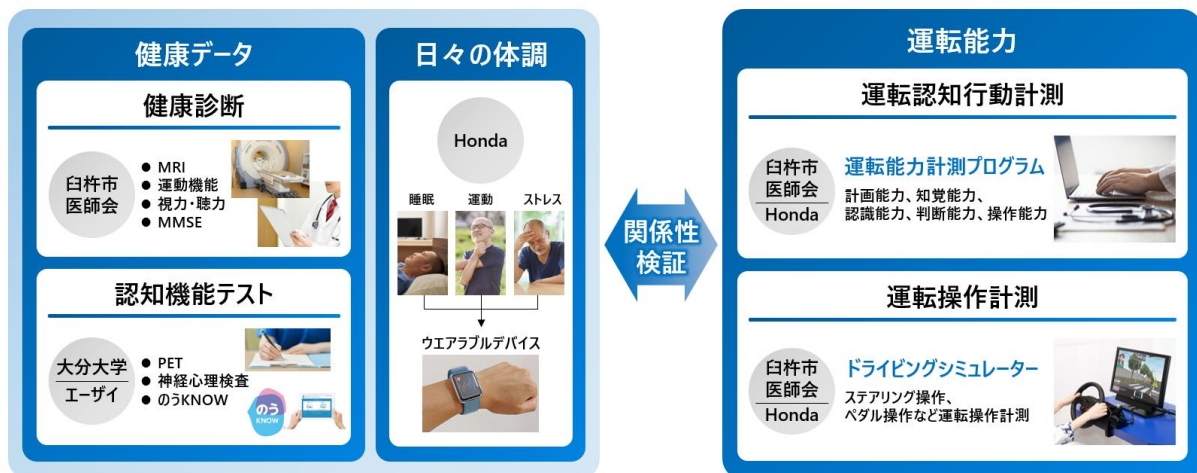 健康データ
健康診断
臼杵市
医師会
● MRI
● 運動機能
● 視力・聴力
● MMSE
認知機能テスト
大分大学
エーザイ
● PET
● 神経心理検査
● のうKNOW
のう
KNOW
日々の体調
Honda
睡眠 運動 ストレス
ウエアラブルデバイス
関係性
検証
運転能力
運転認知行動計測
臼杵市
医師会
Honda
運転能力計測プログラム
計画能力、知覚能力、
認識能力、判断能力、操作能力
運転操作計測
臼杵市
医師会
Honda
ドライビングシミュレーター
ステアリング操作、
ペダル操作など運転操作計測